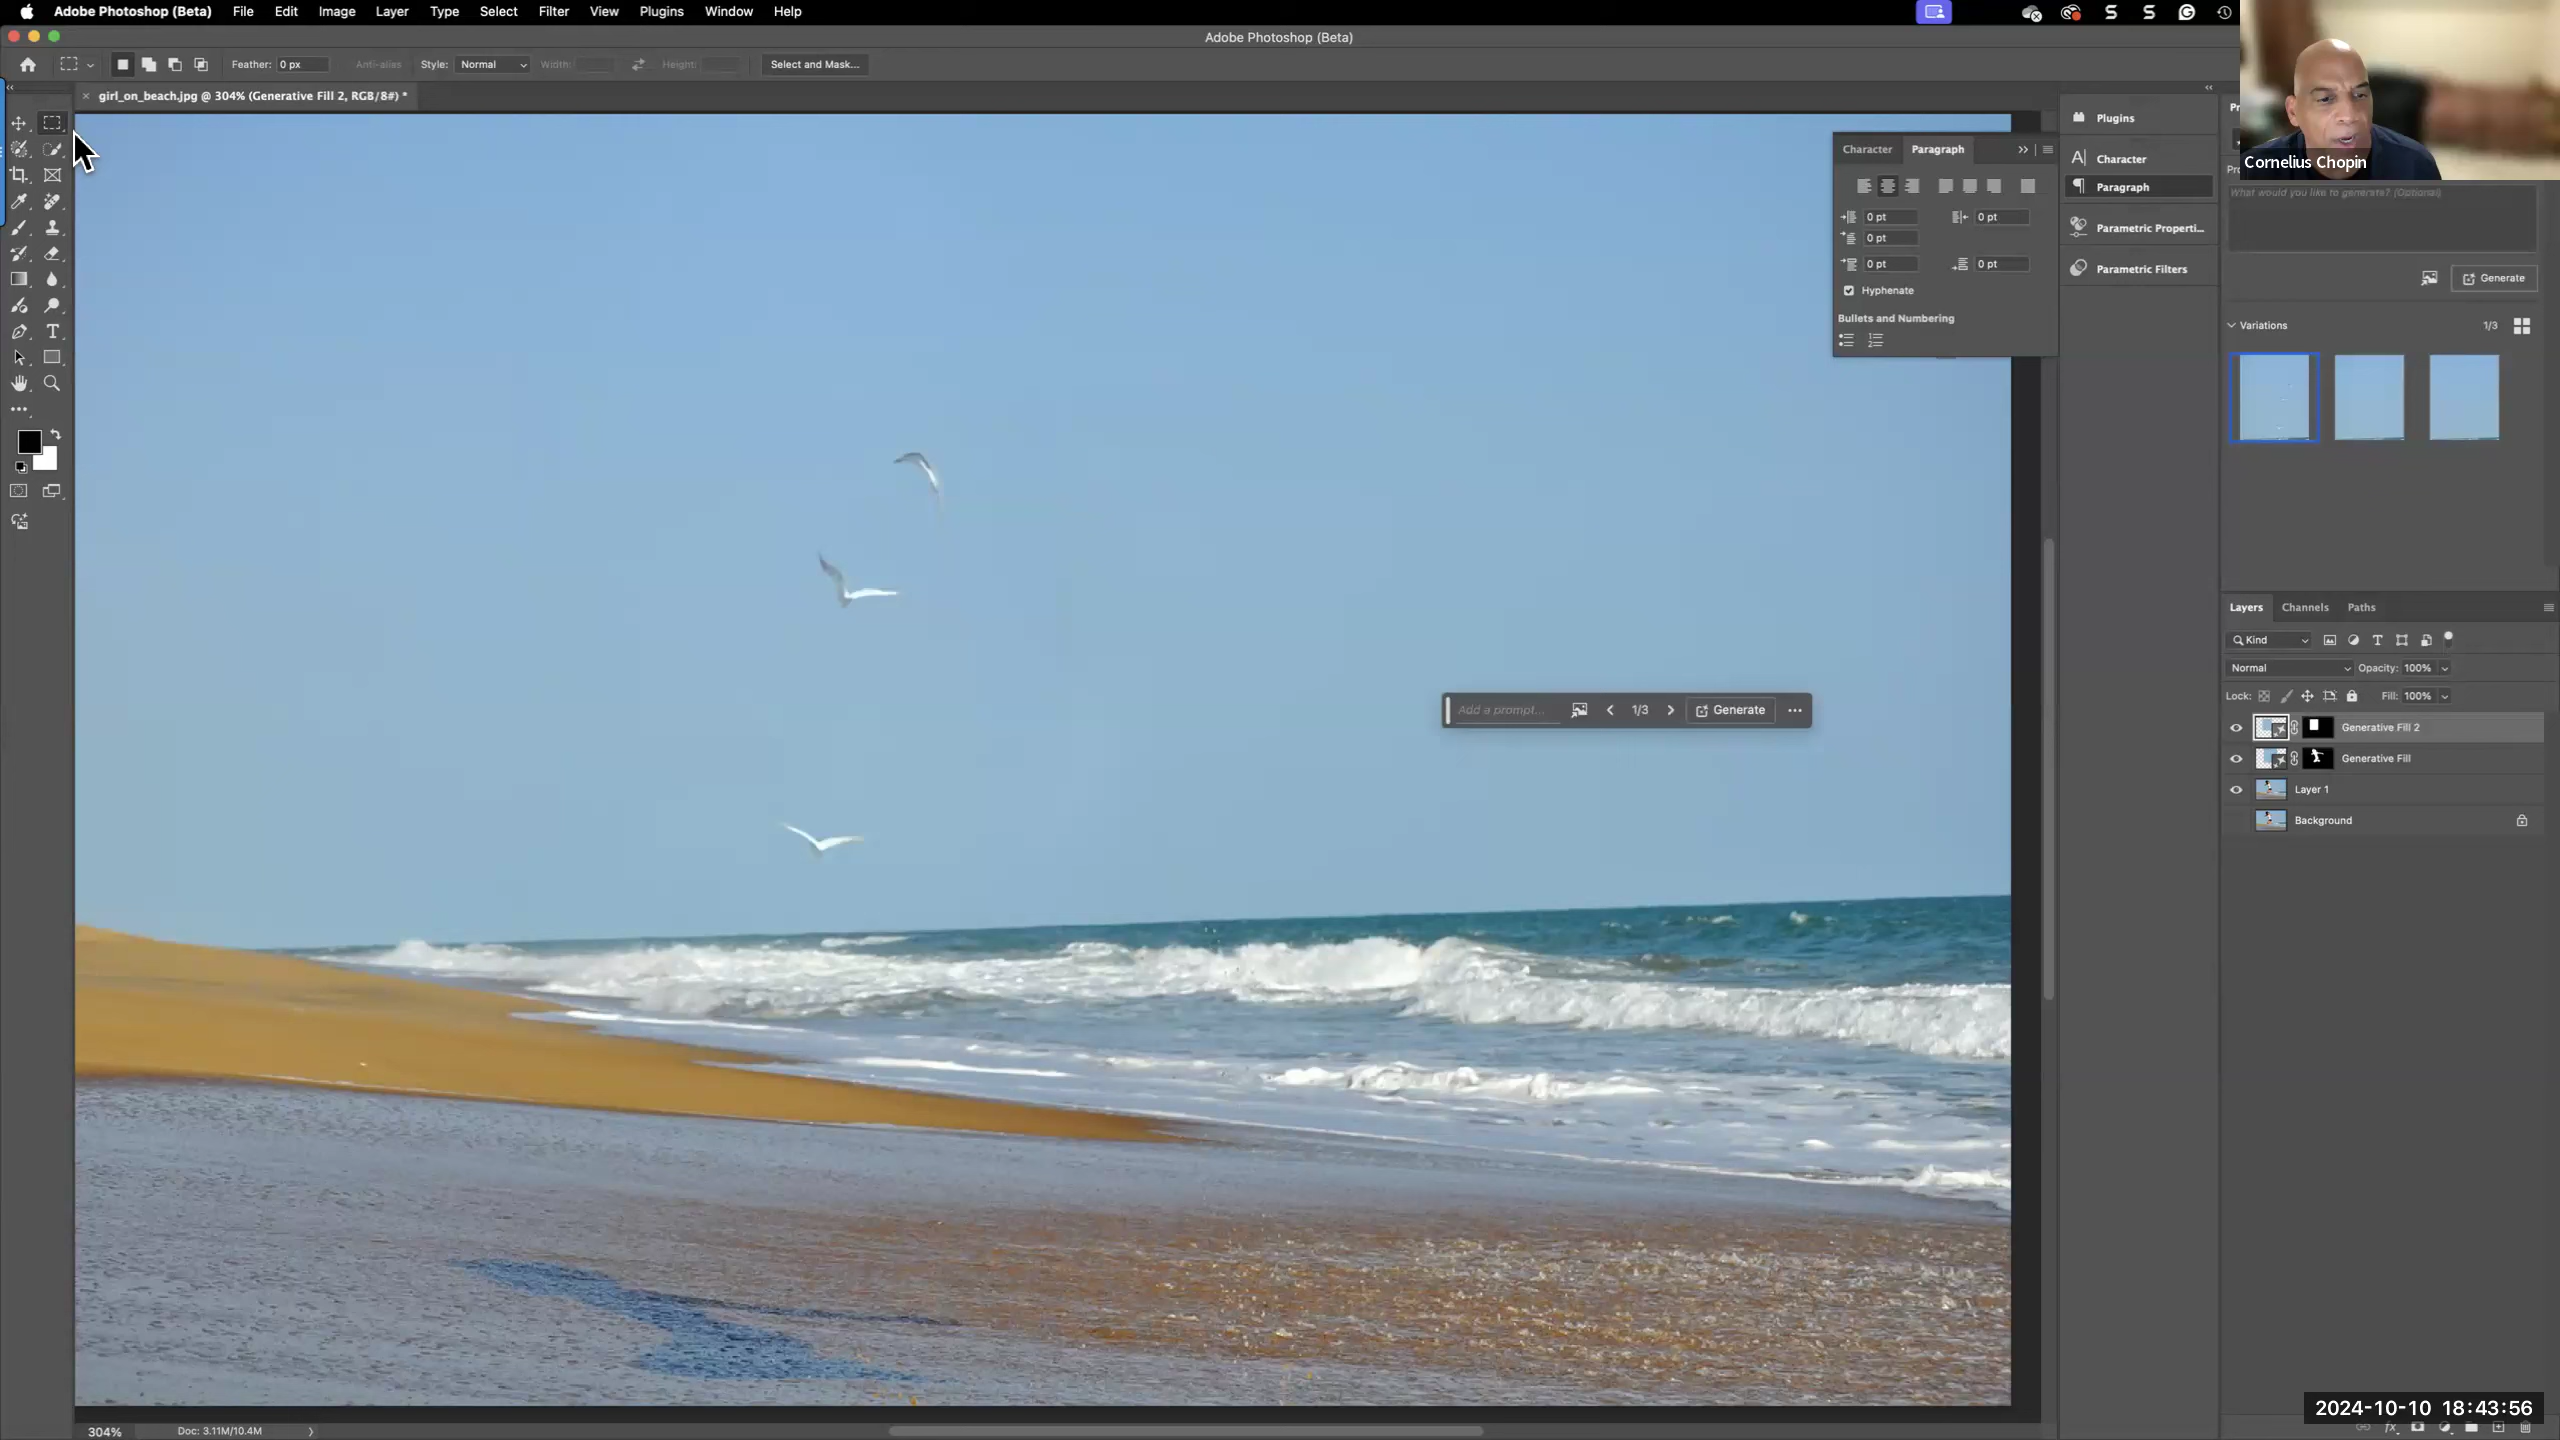 Adobe Photoshop (Beta) File Edit Image Layer Type Select Filter View Plugins Window Help
Adobe Photoshop (Beta)
Feather: 0 px Anti-alias Style: Normal Width: Height: Select and Mask...
girl_on_beach.jpg @ 304% (Generative Fill 2, RGB/8#) *
Character Paragraph
0 pt 0 pt
0 pt
0 pt 0 pt
Hyphenate
Bullets and Numbering
Plugins
Character
Paragraph
Parametric Properti...
Parametric Filters
Cornelius Chopin
What would you like to generate? (Optional)
Generate
Variations 1/3
Add a prompt... 1/3 Generate
Layers Channels Paths
Kind
Normal Opacity: 100%
Lock: Fill: 100%
Generative Fill 2
Generative Fill
Layer 1
Background
2024-10-10 18:43:56
304% Doc: 3.11M/10.4M